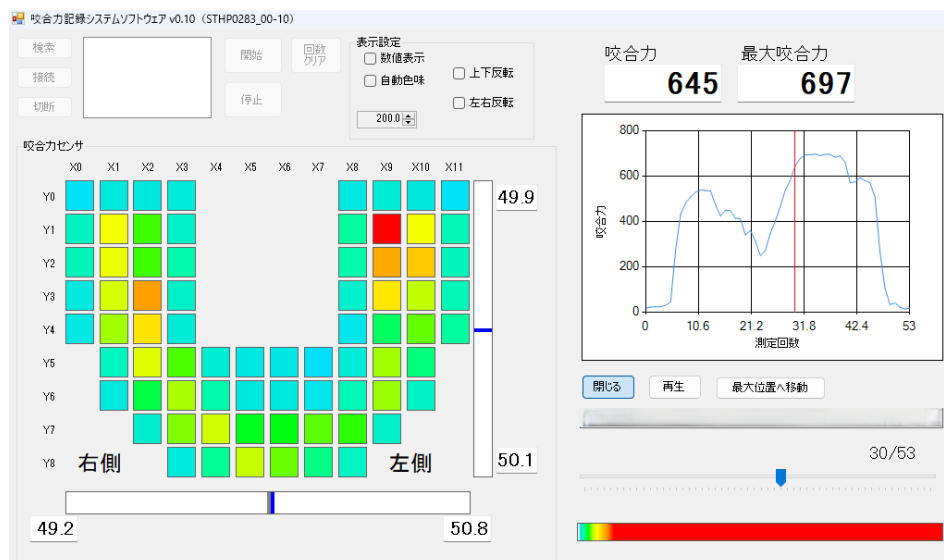 咬合力記録システムソフトウェア v0.10 (STHP0283_00-10)
検索
接続
切断
開始
回数
クリア
停止
表示設定
数値表示
自動色味
上下反転
左右反転
200.0
咬合力
最大咬合力
645
697
咬合力センサ
X0 X1 X2 X3 X4 X5 X6 X7 X8 X9 X10 X11
Y0
Y1
Y2
Y3
Y4
Y5
Y6
Y7
Y8
右側
左側
49.9
50.1
49.2
50.8
咬合力
800
600
400
200
0
0 10.6 21.2 31.8 42.4 53
測定回数
閉じる
再生
最大位置へ移動
30/53